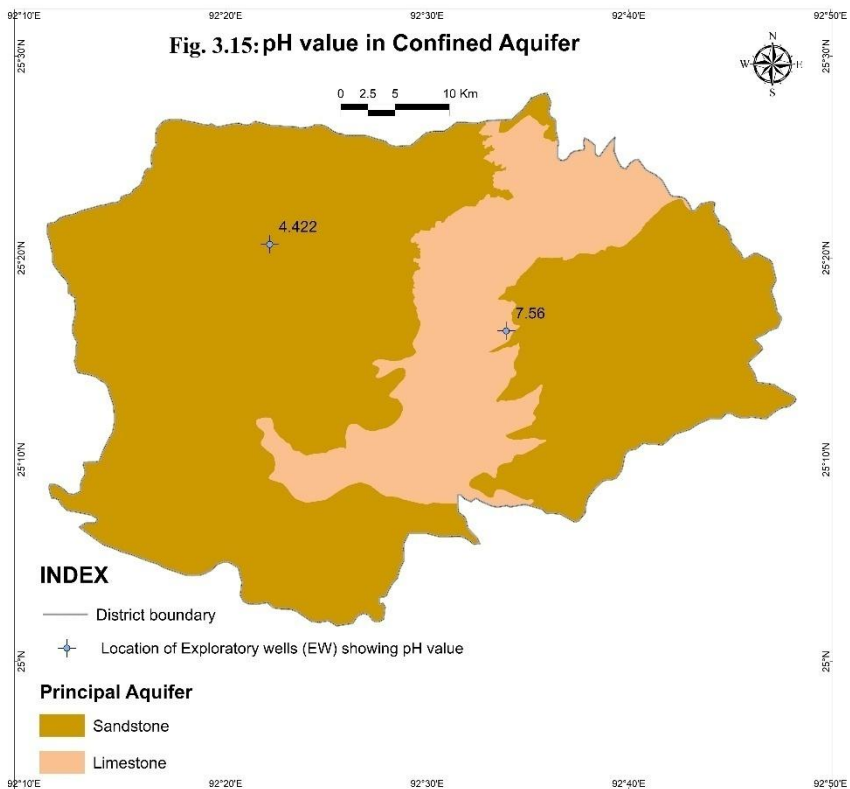 92°10'E 92°20'E 92°30'E 92°40'E 92°50'E
Fig. 3.15: pH value in Confined Aquifer
N
W E
S
25°30'N 25°30'N
0 2.5 5 10 Km
4.422
25°20'N 25°20'N
7.56
25°10'N 25°10'N
INDEX
District boundary
Location of Exploratory wells (EW) showing pH value
25°N 25°N
Principal Aquifer
Sandstone
Limestone
92°10'E 92°20'E 92°30'E 92°40'E 92°50'E